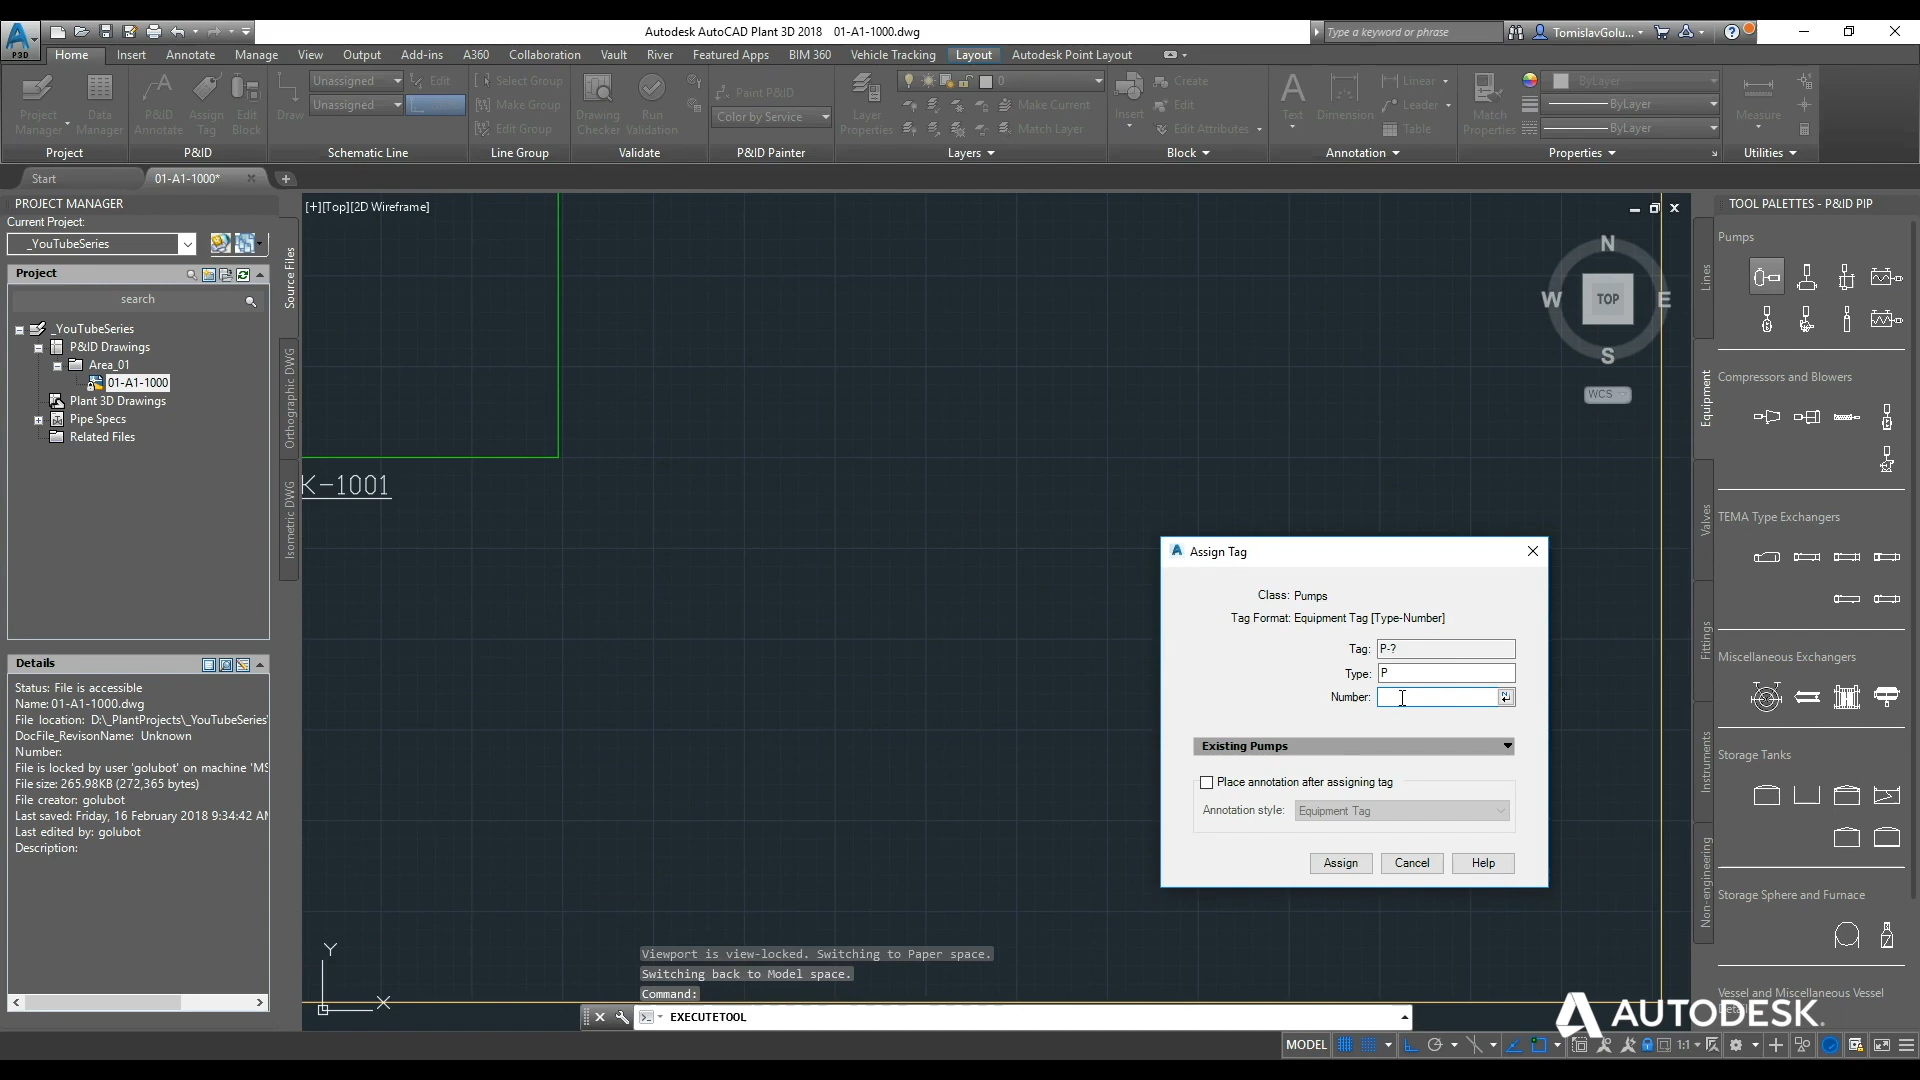 Autodesk AutoCAD Plant 3D 2018 01-A1-1000.dwg
Type a keyword or phrase
TomislavGolu...
P3D
Home Insert Annotate Manage View Output Add-ins A360 Collaboration Vault River Featured Apps BIM 360 Vehicle Tracking Layout Autodesk Point Layout
Project Manager
Data Manager
P&ID Annotate
Assign Tag
Edit Block
Draw
Unassigned
Unassigned
Edit
Select Group
Make Group
Edit Group
Drawing Checker
Run Validation
Paint P&ID
Color by Service
Layer Properties
0
Make Current
Match Layer
Insert
Create
Edit
Edit Attributes
Text
Dimension
Linear
Leader
Table
Match Properties
ByLayer
ByLayer
ByLayer
Measure
Project P&ID Schematic Line Line Group Validate P&ID Painter Layers Block Annotation Properties Utilities
Start 01-A1-1000*
PROJECT MANAGER
Current Project:
_YouTubeSeries
Project
search
_YouTubeSeries
P&ID Drawings
Area_01
01-A1-1000
Plant 3D Drawings
Pipe Specs
Related Files
Source Files
Orthographic DWG
Isometric DWG
Details
Status: File is accessible
Name: 01-A1-1000.dwg
File location: D:\_PlantProjects\_YouTubeSeries\
DocFile_RevisonName: Unknown
Number:
File is locked by user 'golubot' on machine 'MS
File size: 265.98KB (272,365 bytes)
File creator: golubot
Last saved: Friday, 16 February 2018 9:34:42 AM
Last edited by: golubot
Description:
[+][Top][2D Wireframe]
K-1001
N
W TOP E
S
WCS
Y
X
Assign Tag
Class: Pumps
Tag Format: Equipment Tag [Type-Number]
Tag: P-?
Type: P
Number:
Existing Pumps
Place annotation after assigning tag
Annotation style: Equipment Tag
Assign Cancel Help
Viewport is view-locked. Switching to Paper space.
Switching back to Model space.
Command:
EXECUTETOOL
TOOL PALETTES - P&ID PIP
Lines
Equipment
Valves
Fittings
Instruments
Non-engineering
Pumps
Compressors and Blowers
TEMA Type Exchangers
Miscellaneous Exchangers
Storage Tanks
Storage Sphere and Furnace
Vessel and Miscellaneous Vessel
AUTODESK.
MODEL
1:1